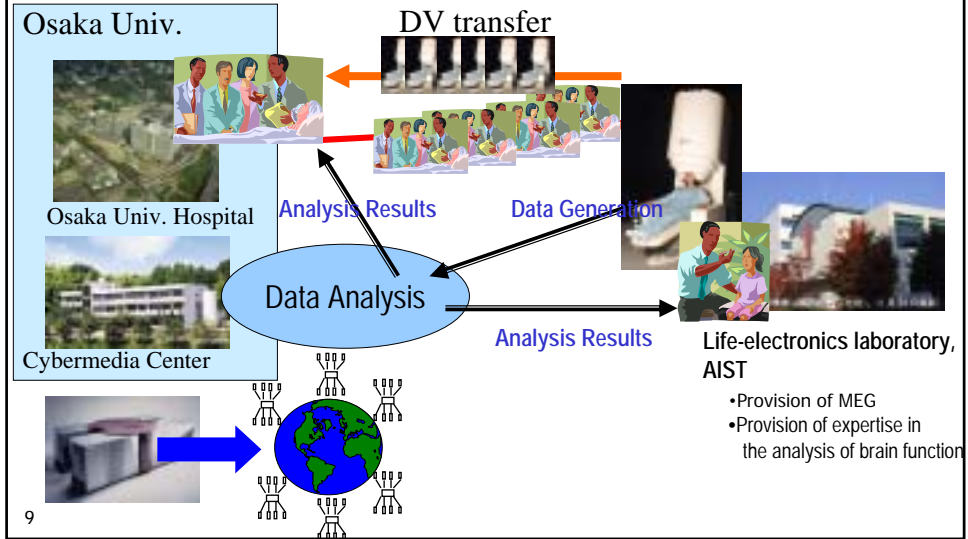 Osaka Univ.
DV transfer
Osaka Univ. Hospital
Analysis Results
Data Generation
Data Analysis
Cybermedia Center
Analysis Results
Life-electronics laboratory,
AIST
•Provision of MEG
•Provision of expertise in
the analysis of brain function
9